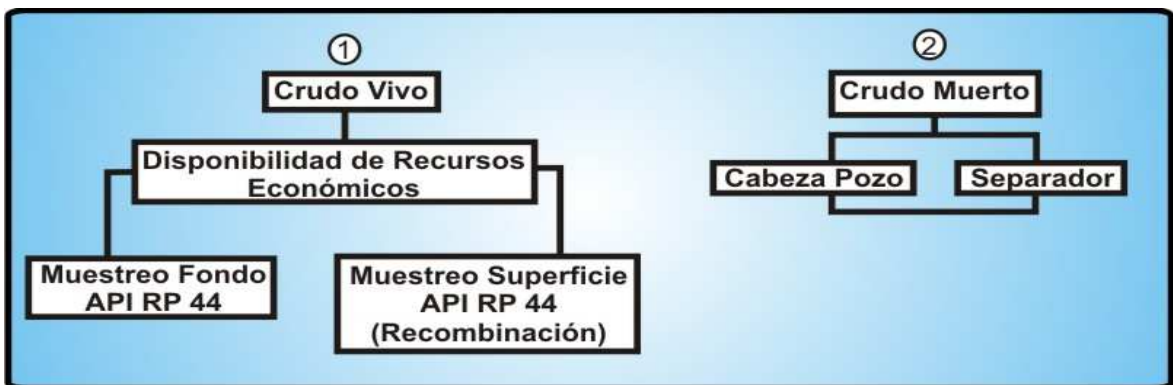 1
Crudo Vivo
Disponibilidad de Recursos
Económicos
Muestreo Fondo
API RP 44
Muestreo Superficie
API RP 44
(Recombinación)
2
Crudo Muerto
Cabeza Pozo
Separador